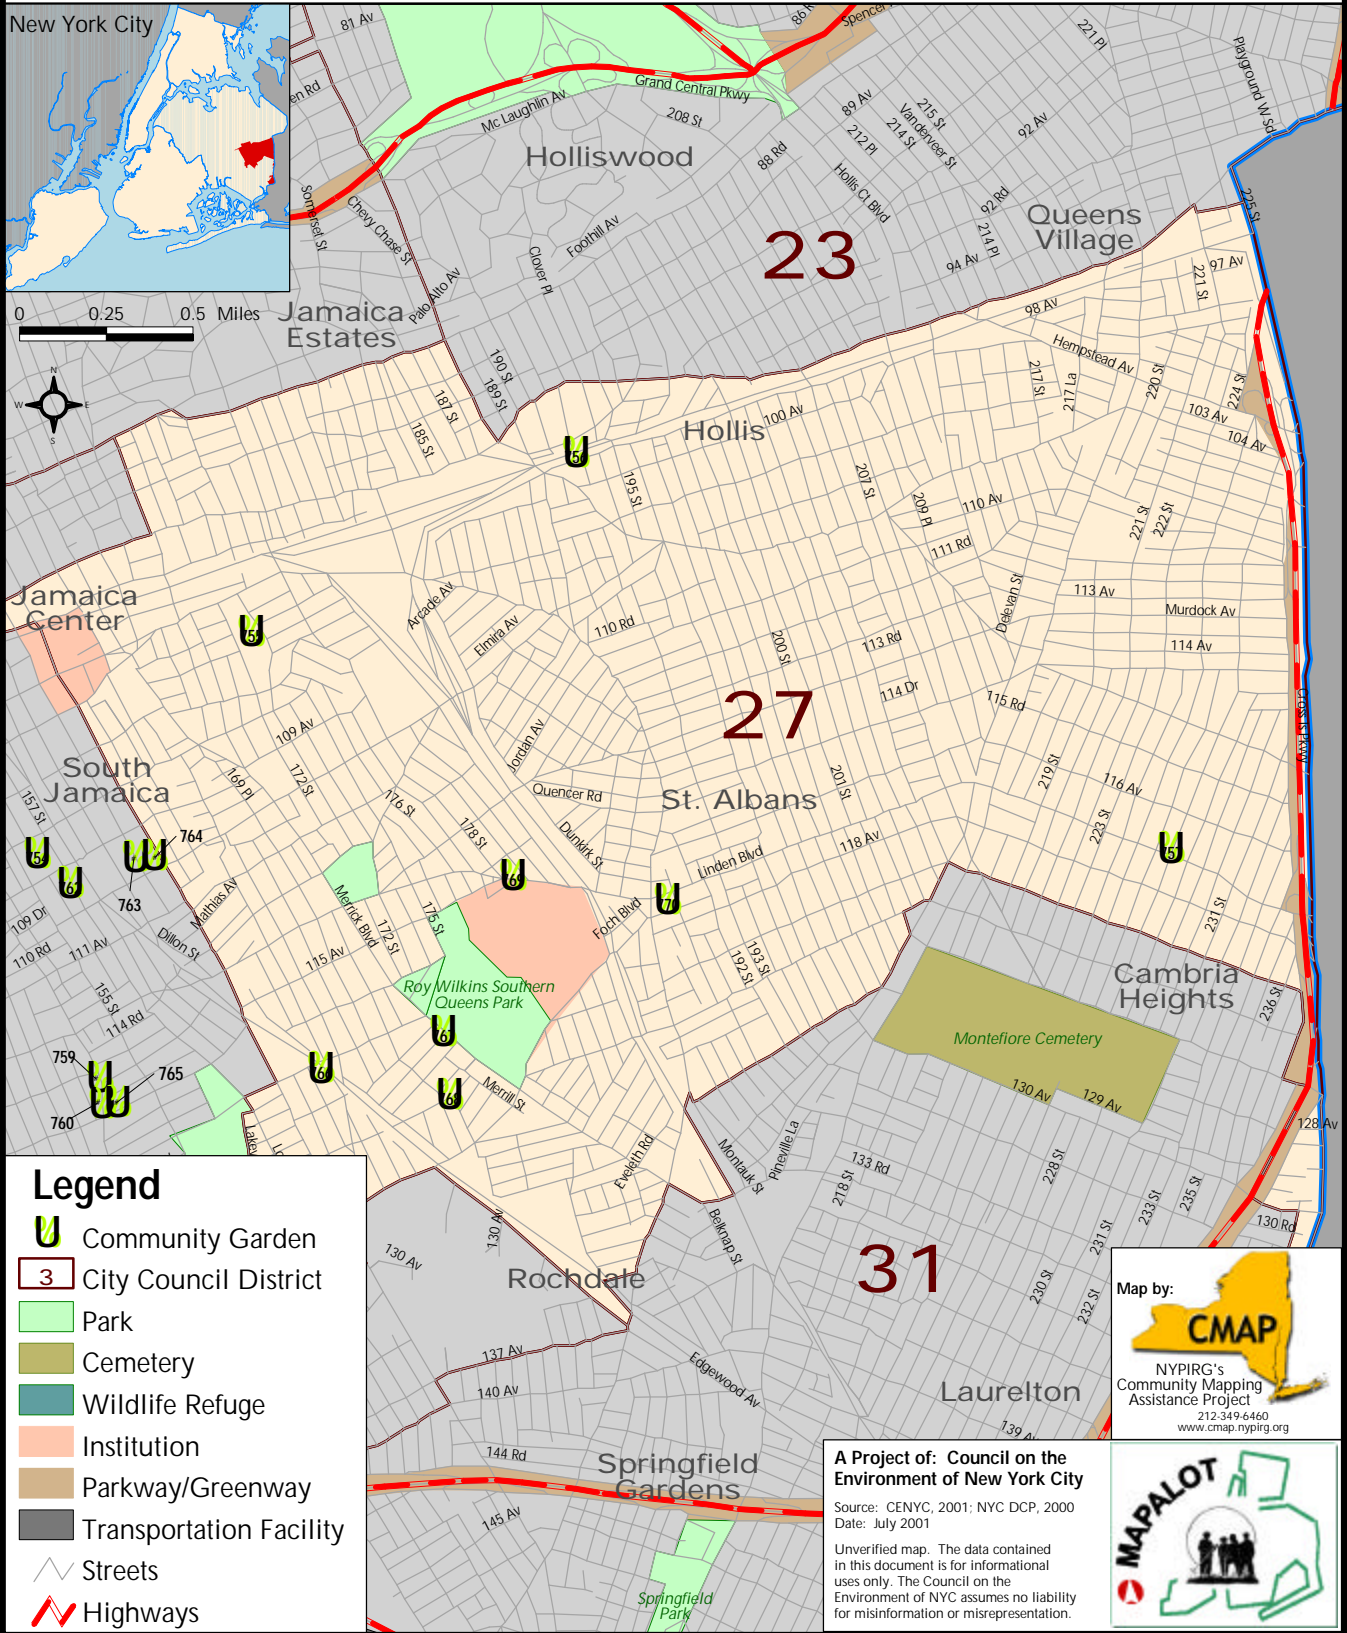 New York City
81 Av
86 R
Spencer
221 Pl
Playground W Sd
en Rd
Grand Central Pkwy
Mc Laughlin Av
208 St
89 Av
215 St
Vanderveer St
214 St
212 Pl
92 Av
Holliswood
88 Rd
Hollis Ct Blvd
92 Rd
Somerset St
Chevy Chase St
Foothill Av
Clover Pl
23
Queens
Village
214 Pl
94 Av
225 St
97 Av
221 St
Palo Alto Av
0 0.25 0.5 Miles
Jamaica
Estates
98 Av
Hempstead Av
190 St
189 St
N
W E
S
187 St
185 St
217 St
217 La
220 St
224 St
103 Av
104 Av
Hollis
100 Av
756
195 St
207 St
209 Pl
110 Av
111 Rd
221 St
222 St
Jamaica
Center
755
Arcade Av
Elmira Av
110 Rd
200 St
113 Rd
Delevan St
113 Av
Murdock Av
114 Av
114 Dr
115 Rd
27
Cross Is Pkwy
109 Av
Jordan Av
South
Jamaica
157 St
169 Pl
172 St
176 St
178 St
Quencer Rd
St. Albans
201 St
219 St
116 Av
223 St
Dunkirk St
Linden Blvd
118 Av
754
762
764
763
769
770
757
Mathias Av
Merrick Blvd
172 St
175 St
Foch Blvd
231 St
109 Dr
110 Rd
111 Av
Dillon St
115 Av
193 St
192 St
Cambria
Heights
236 St
155 St
114 Rd
Roy Wilkins Southern
Queens Park
767
Montefiore Cemetery
759
765
760
766
768
Merrill St
130 Av
129 Av
128 Av
Lakev
Eveleth Rd
Montauk St
Pineville La
133 Rd
218 St
228 St
233 St
235 St
130 Rd
130 Av
130 Av
Belknap St
231 St
Rochdale
31
230 St
232 St
137 Av
140 Av
Edgewood Av
Laurelton
139 Av
144 Rd
Springfield
Gardens
145 Av
Springfield
Park
Legend
Community Garden
3 City Council District
Park
Cemetery
Wildlife Refuge
Institution
Parkway/Greenway
Transportation Facility
Streets
Highways
Map by:
CMAP
NYPIRG's
Community Mapping
Assistance Project
212-349-6460
www.cmap.nypirg.org
A Project of: Council on the
Environment of New York City
Source: CENYC, 2001; NYC DCP, 2000
Date: July 2001
Unverified map. The data contained
in this document is for informational
uses only. The Council on the
Environment of NYC assumes no liability
for misinformation or misrepresentation.
MAPALOT